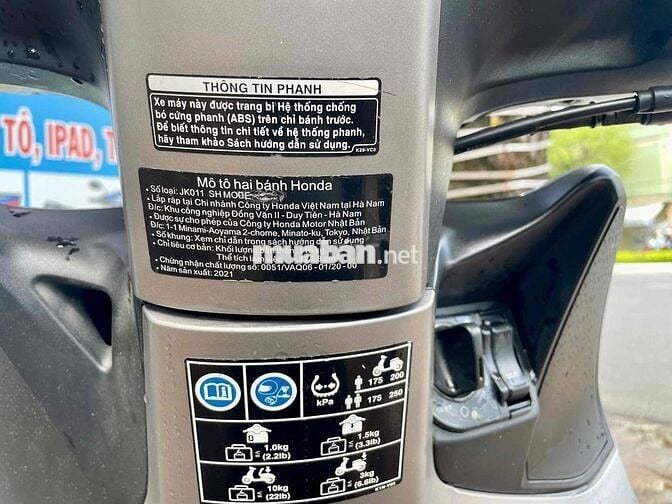 TÔ, IPAD, T
THÔNG TIN PHANH
Xe máy này được trang bị Hệ thống chống
bó cứng phanh (ABS) trên chỉ bánh trước.
Để biết thông tin chi tiết về hệ thống phanh,
hãy tham khảo Sách hướng dẫn sử dụng.
Mô tô hai bánh Honda
• Số loại: JK011 SH MODE
• Lắp ráp tại Chi nhánh Công ty Honda Việt Nam tại Hà Nam
Đ/c: Khu công nghiệp Đồng Văn II - Duy Tiên - Hà Nam
• Được sự cho phép của Công ty Honda Motor Nhật Bản
Đ/c: 1-1 Minami-Aoyama 2-chome, Minato-ku, Tokyo, Nhật Bản
• Số khung: Xem chỉ dẫn trong sách hướng dẫn sử dụng
• Chỉ tiêu cơ bản: Khối lượng
Thể tích
• Chứng nhận chất lượng số: 0051/VAQ06 - 01/20 - 00
• Năm sản xuất: 2021
muaban.net
kPa
175 200
175 250
≤ 1.0kg
(2.2lb)
≤ 1.5kg
(3.3lb)
≤ 10kg
(22lb)
≤ 3kg
(6.6lb)